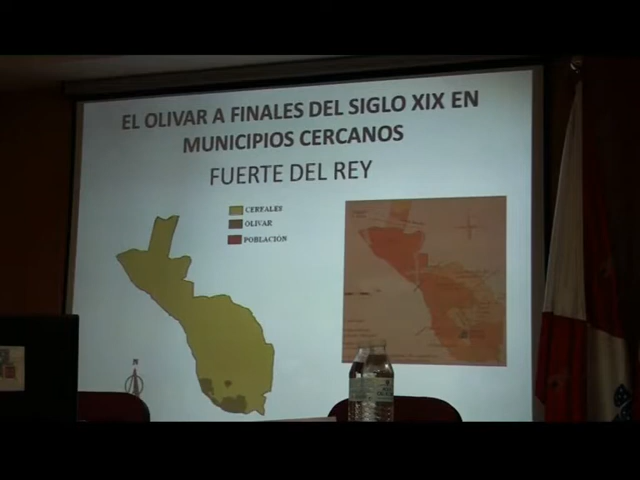 EL OLIVAR A FINALES DEL SIGLO XIX EN
MUNICIPIOS CERCANOS
FUERTE DEL REY
CEREALES
OLIVAR
POBLACIÓN
N